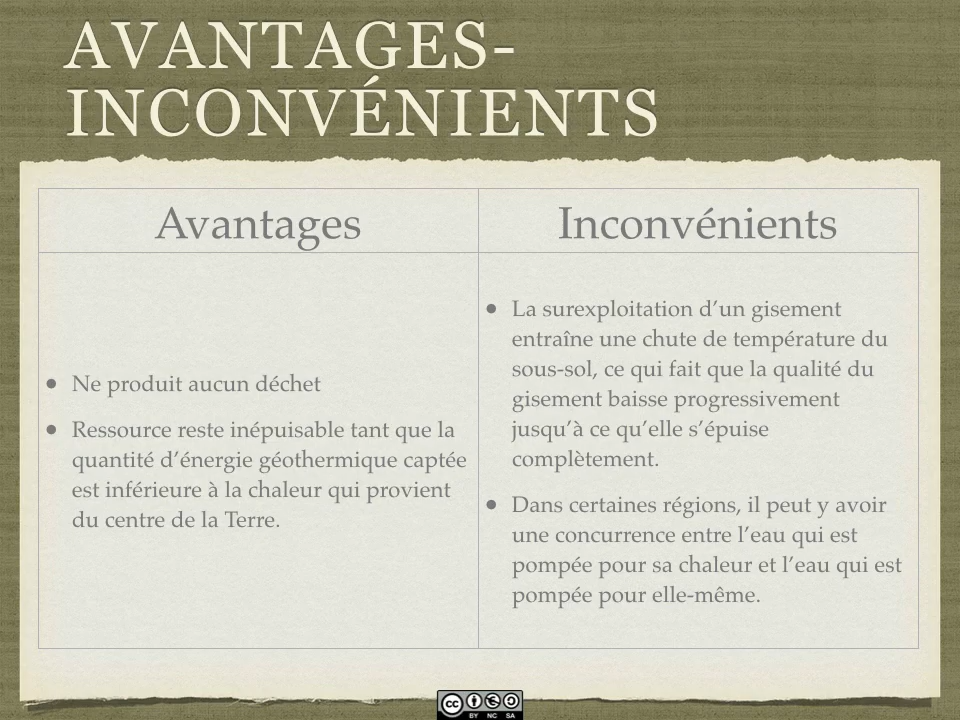 AVANTAGES-
INCONVÉNIENTS
Avantages
Inconvénients
• Ne produit aucun déchet
• Ressource reste inépuisable tant que la
quantité d’énergie géothermique captée
est inférieure à la chaleur qui provient
du centre de la Terre.
• La surexploitation d’un gisement
entraîne une chute de température du
sous-sol, ce qui fait que la qualité du
gisement baisse progressivement
jusqu’à ce qu’elle s’épuise
complètement.
• Dans certaines régions, il peut y avoir
une concurrence entre l’eau qui est
pompée pour sa chaleur et l’eau qui est
pompée pour elle-même.
cc
BY NC SA